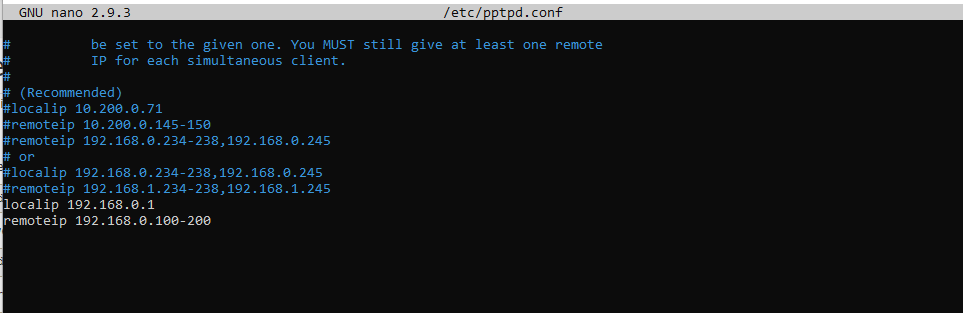 GNU nano 2.9.3 /etc/pptpd.conf
# be set to the given one. You MUST still give at least one remote
# IP for each simultaneous client.
#
# (Recommended)
#localip 10.200.0.71
#remoteip 10.200.0.145-150
#remoteip 192.168.0.234-238,192.168.0.245
# or
#localip 192.168.0.234-238,192.168.0.245
#remoteip 192.168.1.234-238,192.168.1.245
localip 192.168.0.1
remoteip 192.168.0.100-200